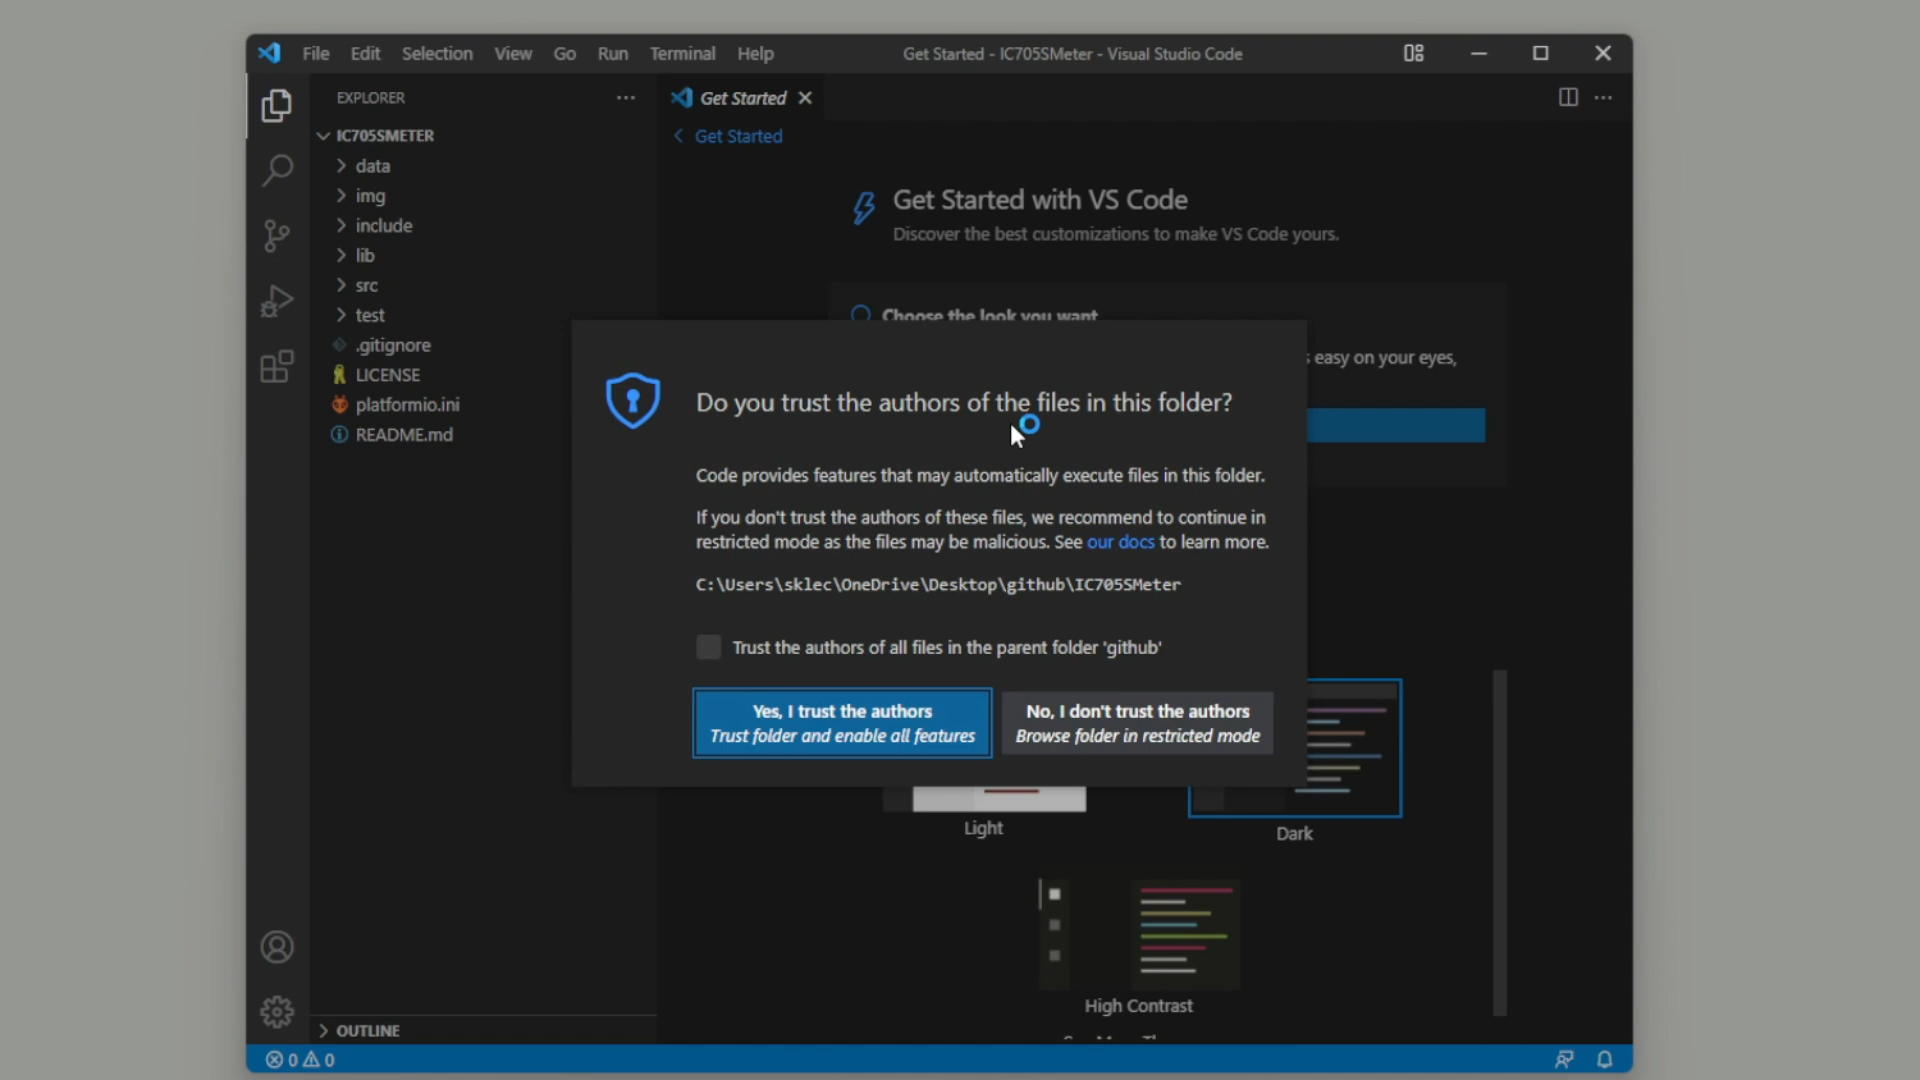 File Edit Selection View Go Run Terminal Help Get Started - IC705SMeter - Visual Studio Code
EXPLORER
Get Started
IC705SMETER
Get Started
data
img
include
lib
src
test
.gitignore
LICENSE
platformio.ini
README.md
Get Started with VS Code
Discover the best customizations to make VS Code yours.
Choose the look you want
easy on your eyes,
Do you trust the authors of the files in this folder?
Code provides features that may automatically execute files in this folder.
If you don't trust the authors of these files, we recommend to continue in
restricted mode as the files may be malicious. See our docs to learn more.
C:\Users\sklec\OneDrive\Desktop\github\IC705SMeter
Trust the authors of all files in the parent folder 'github'
Yes, I trust the authors
Trust folder and enable all features
No, I don't trust the authors
Browse folder in restricted mode
Light
Dark
High Contrast
OUTLINE
0 0